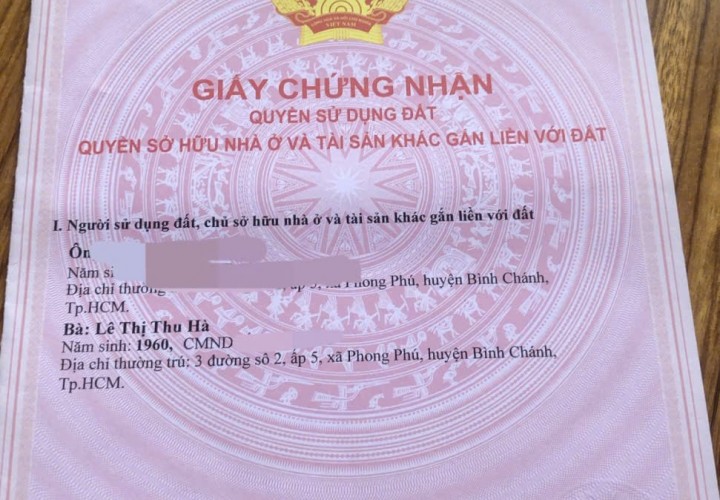 VIỆT NAM
GIẤY CHỨNG NHẬN
QUYỀN SỬ DỤNG ĐẤT
QUYỀN SỞ HỮU NHÀ Ở VÀ TÀI SẢN KHÁC GẮN LIỀN VỚI ĐẤT
I. Người sử dụng đất, chủ sở hữu nhà ở và tài sản khác gắn liền với đất
Năm
Địa chỉ Phong Phú, huyện Bình Chánh,
Tp.HCM.
Bà: Lê Thị Thu Hà
Năm sinh: 1960, CMND
Địa chỉ thường trú: 3 đường số 2, ấp 5, xã Phong Phú, huyện Bình Chánh,
Tp.HCM.